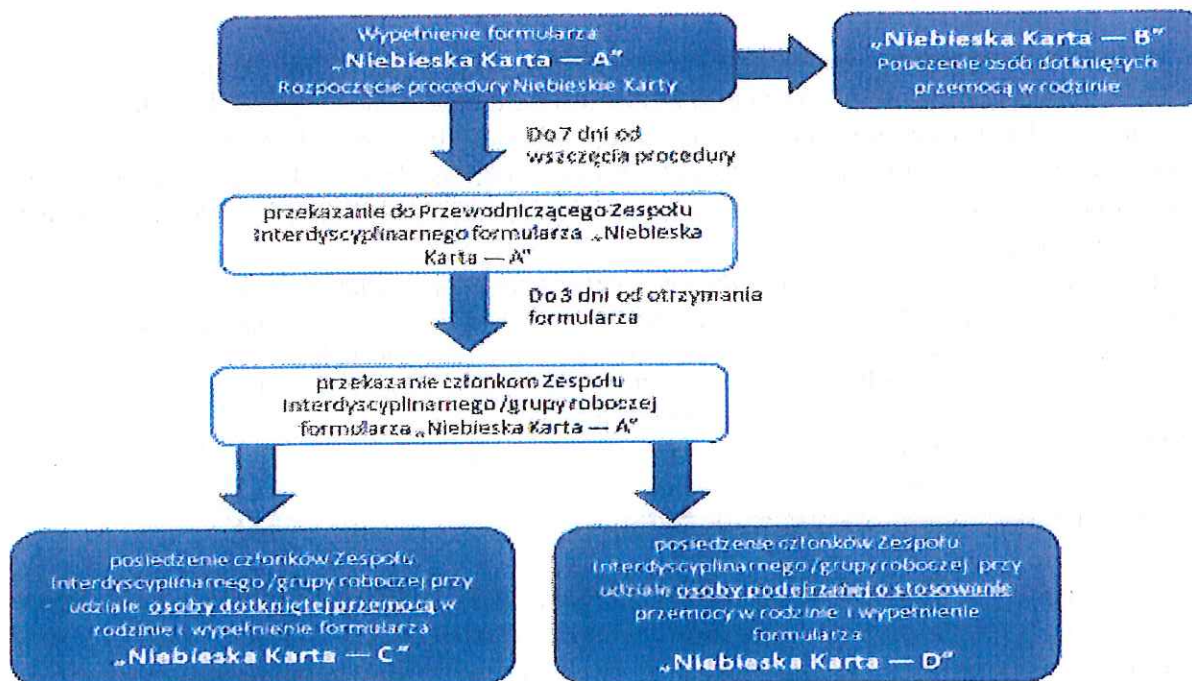 Wypełnienie formularza
„Niebieska Karta — A”
Rozpoczęcie procedury Niebieskie Karty
„Niebieska Karta — B”
Pouczenie osób dotkniętych
przemocą w rodzinie
Do 7 dni od
wszczęcia procedury
przekazanie do Przewodniczącego Zespołu
Interdyscyplinarnego formularza „Niebieska
Karta — A”
Do 3 dni od otrzymania
formularza
przekazanie członkom Zespołu
Interdyscyplinarnego /grupy roboczej
formularza „Niebieska Karta — A”
posiedzenie członków Zespołu
Interdyscyplinarnego /grupy roboczej przy
udziale osoby dotkniętej przemocą w
rodzinie i wypełnienie formularza
„Niebieska Karta — C”
posiedzenie członków Zespołu
Interdyscyplinarnego /grupy roboczej przy
udziale osoby podejrzanej o stosowanie
przemocy w rodzinie i wypełnienie
formularza
„Niebieska Karta — D”